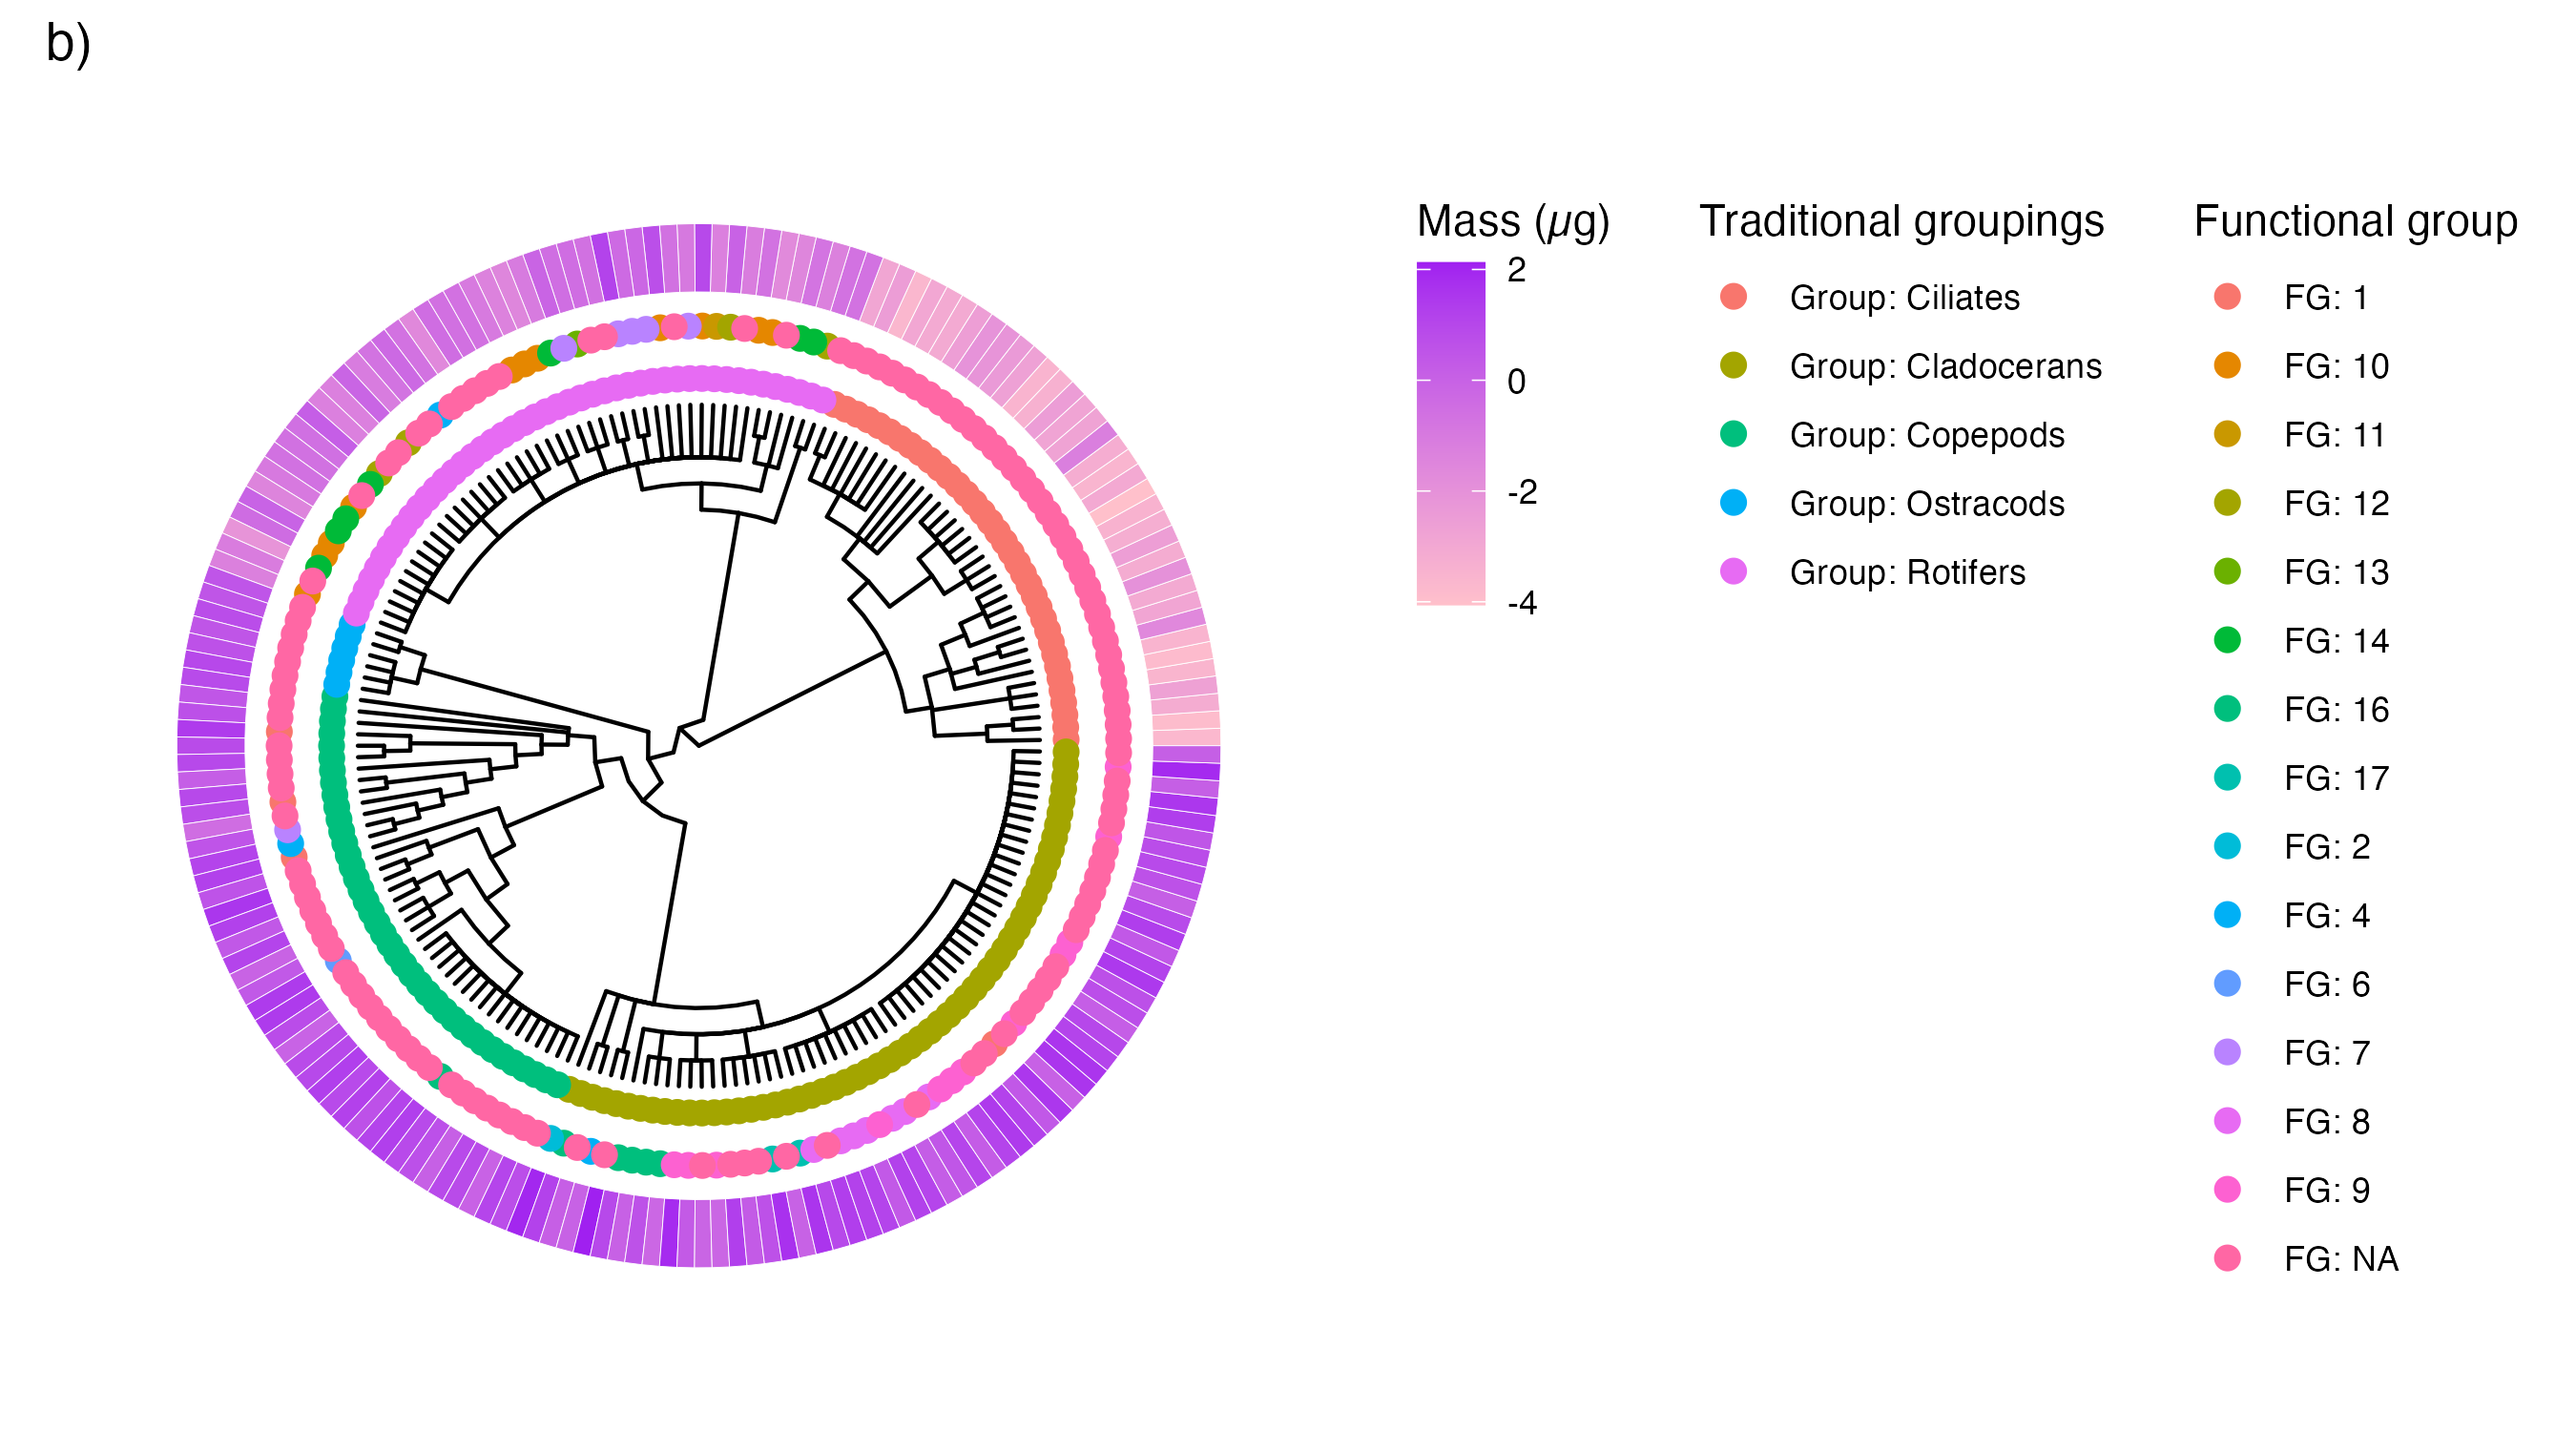 b)
Mass (µg)
2
0
-2
-4
Traditional groupings
Group: Ciliates
Group: Cladocerans
Group: Copepods
Group: Ostracods
Group: Rotifers
Functional group
FG: 1
FG: 10
FG: 11
FG: 12
FG: 13
FG: 14
FG: 16
FG: 17
FG: 2
FG: 4
FG: 6
FG: 7
FG: 8
FG: 9
FG: NA